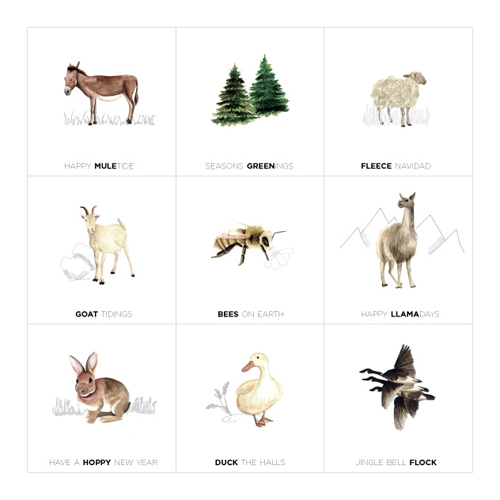 HAPPY MULETIDE
SEASONS GREENINGS
FLEECE NAVIDAD
GOAT TIDINGS
BEES ON EARTH
HAPPY LLAMADAYS
HAVE A HOPPY NEW YEAR
DUCK THE HALLS
JINGLE BELL FLOCK